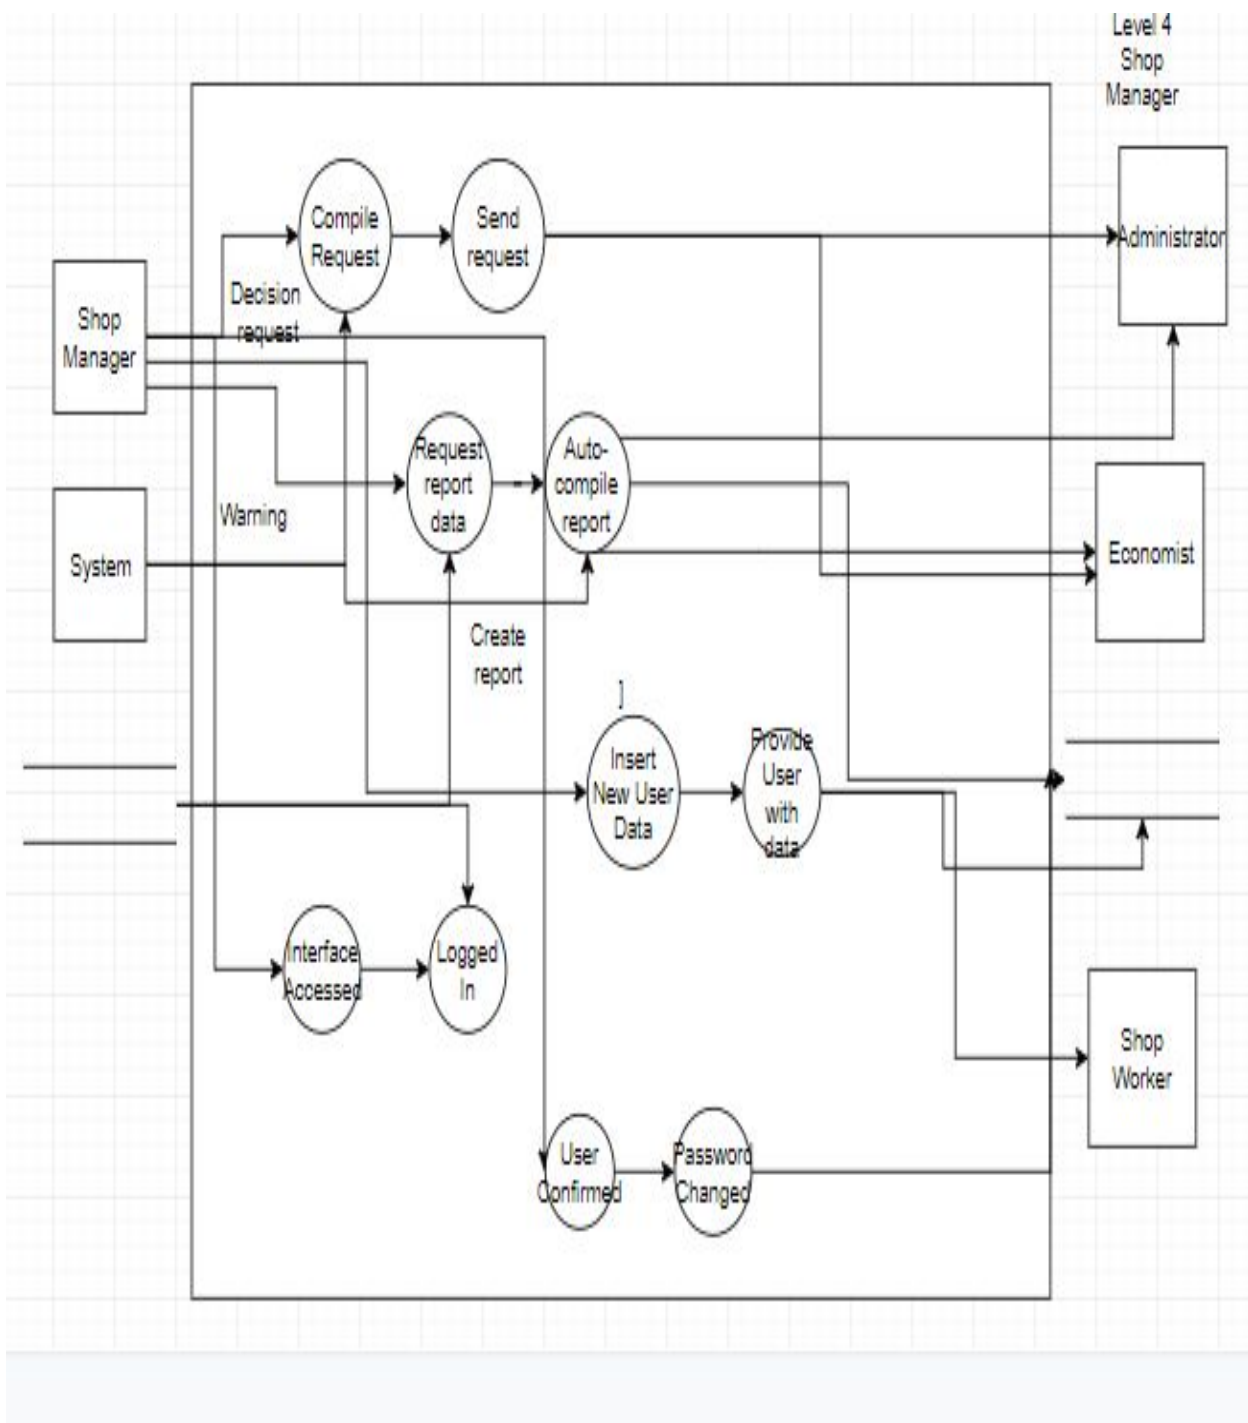 Level 4
Shop
Manager
Compile
Request
Send
request
Administrator
Decision
request
Shop
Manager
Request
report
data
Auto-
compile
report
Warning
System
Economist
Create
report
]
Insert
New User
Data
Provide
User
with
data
Interface
Accessed
Logged
In
Shop
Worker
User
Confirmed
Password
Changed